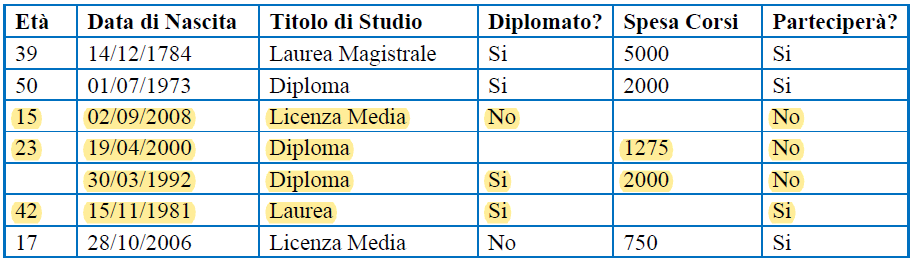 Età Data di Nascita Titolo di Studio Diplomato? Spesa Corsi Parteciperà?
39 14/12/1784 Laurea Magistrale Si 5000 Si
50 01/07/1973 Diploma Si 2000 Si
15 02/09/2008 Licenza Media No No
23 19/04/2000 Diploma 1275 No
30/03/1992 Diploma Si 2000 No
42 15/11/1981 Laurea Si Si
17 28/10/2006 Licenza Media No 750 Si